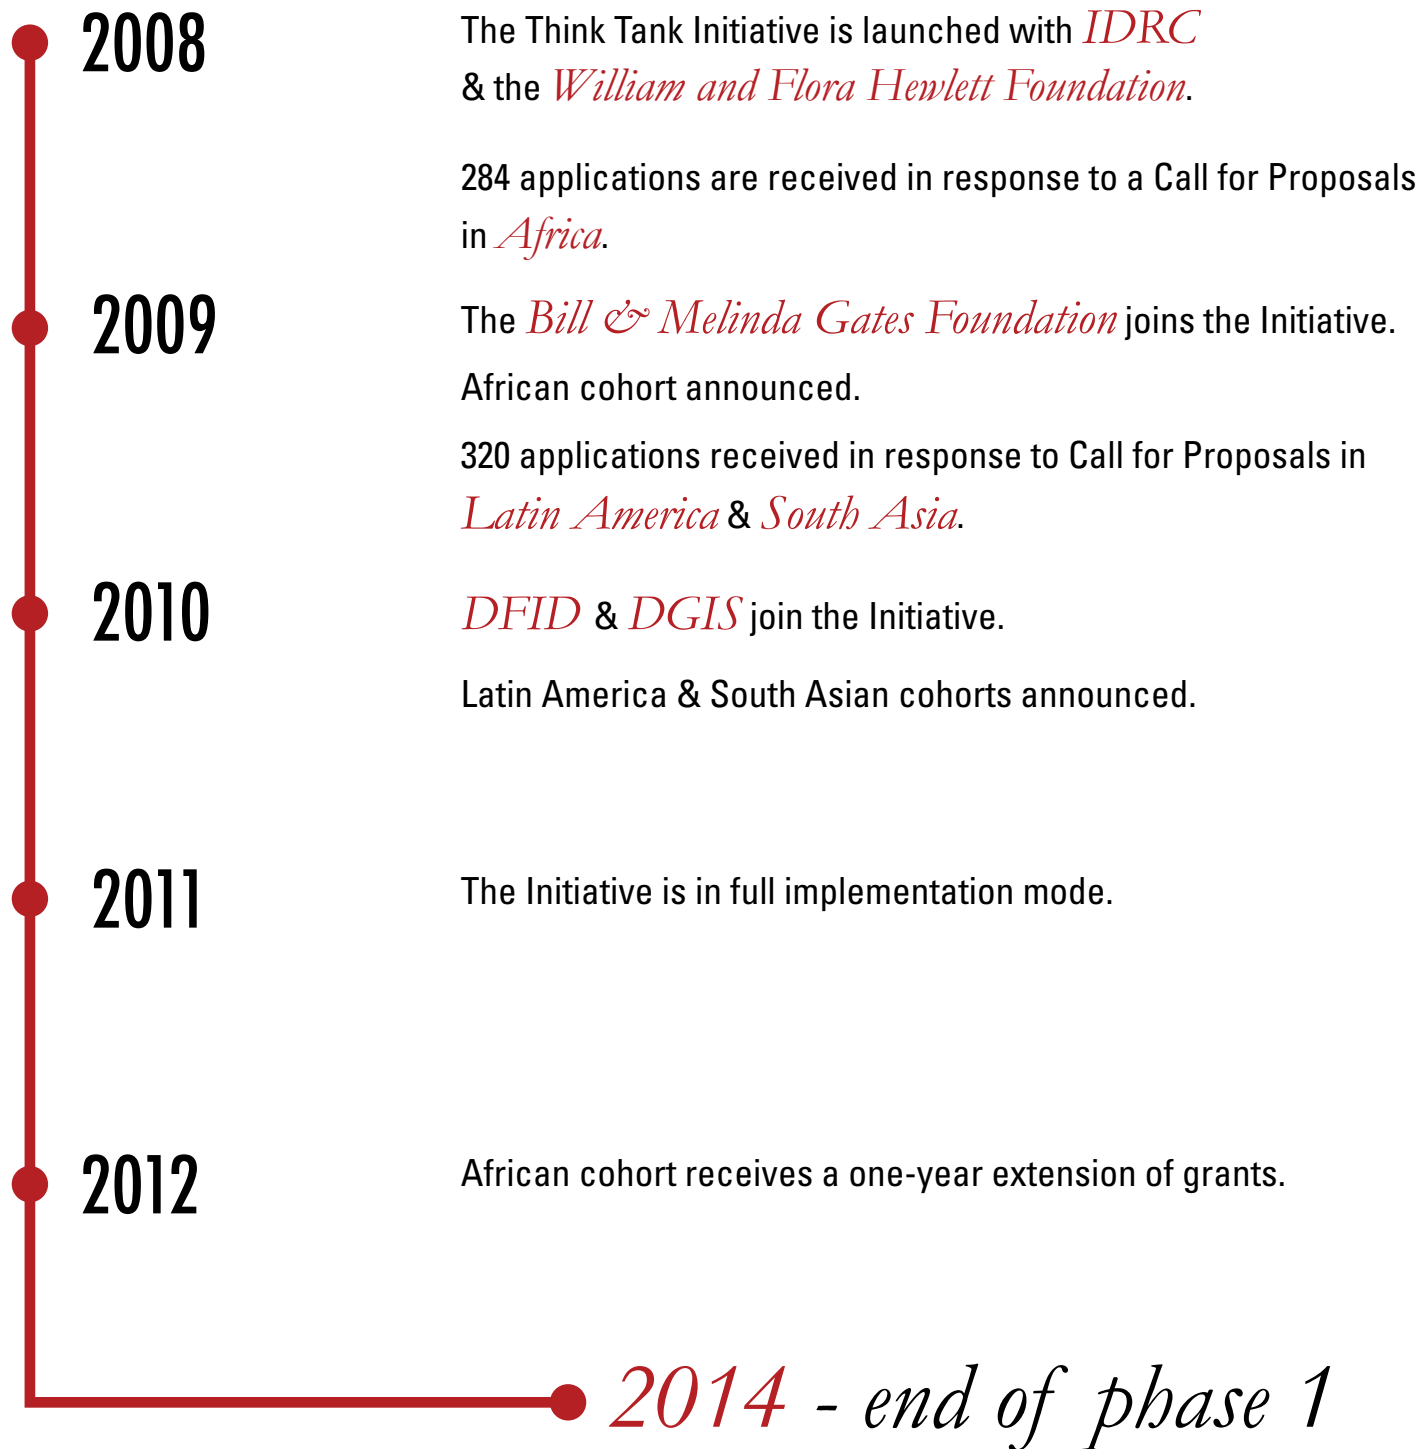 2008
The Think Tank Initiative is launched with IDRC
& the William and Flora Hewlett Foundation.
284 applications are received in response to a Call for Proposals
in Africa.
2009
The Bill & Melinda Gates Foundation joins the Initiative.
African cohort announced.
320 applications received in response to Call for Proposals in
Latin America & South Asia.
2010
DFID & DGIS join the Initiative.
Latin America & South Asian cohorts announced.
2011
The Initiative is in full implementation mode.
2012
African cohort receives a one-year extension of grants.
2014 - end of phase 1